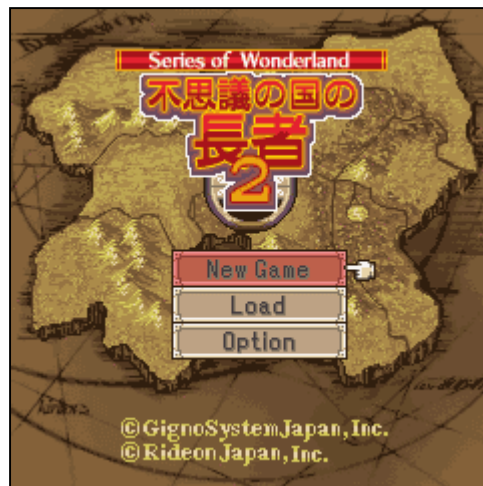 Series of Wonderland
不思議の国の
長者
2
New Game
Load
Option
©GignoSystemJapan,Inc.
©RideonJapan,Inc.